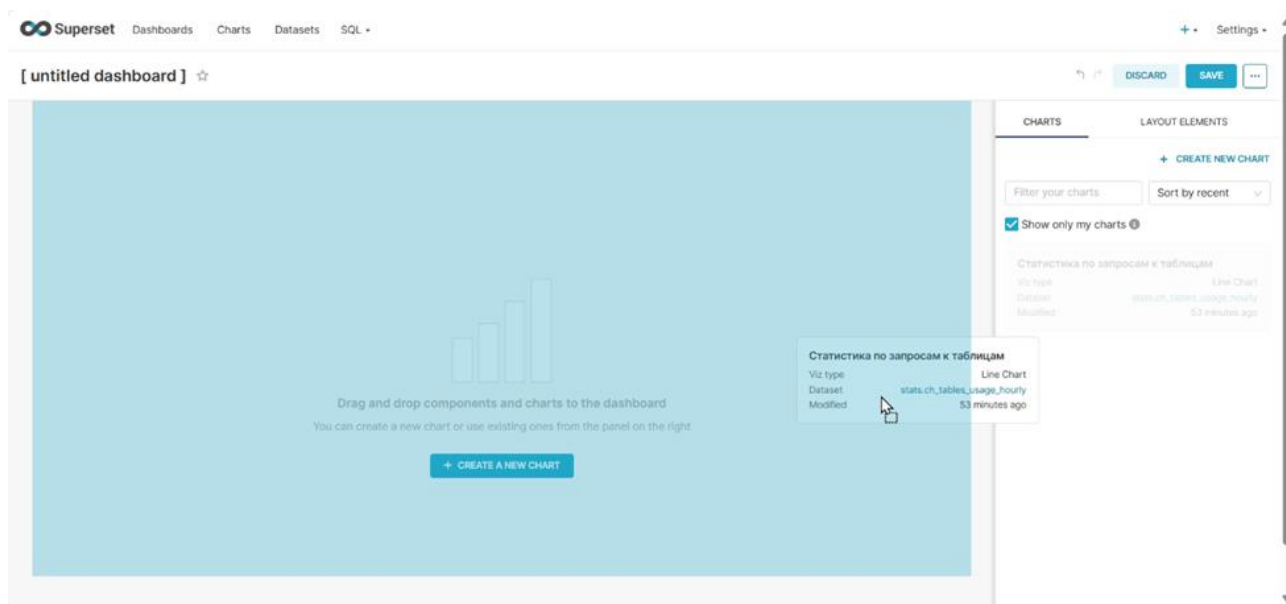 Superset Dashboards Charts Datasets SQL Settings
[ untitled dashboard ] DISCARD SAVE ...
CHARTS LAYOUT ELEMENTS
+ CREATE NEW CHART
Filter your charts Sort by recent
Show only my charts
Статистика по запросам к таблицам
Viz type Line Chart
Dataset stats.ch_tables_usage_hourly
Modified 53 minutes ago
Статистика по запросам к таблицам
Viz type Line Chart
Dataset stats.ch_tables_usage_hourly
Modified 53 minutes ago
Drag and drop components and charts to the dashboard
You can create a new chart or use existing ones from the panel on the right
+ CREATE A NEW CHART